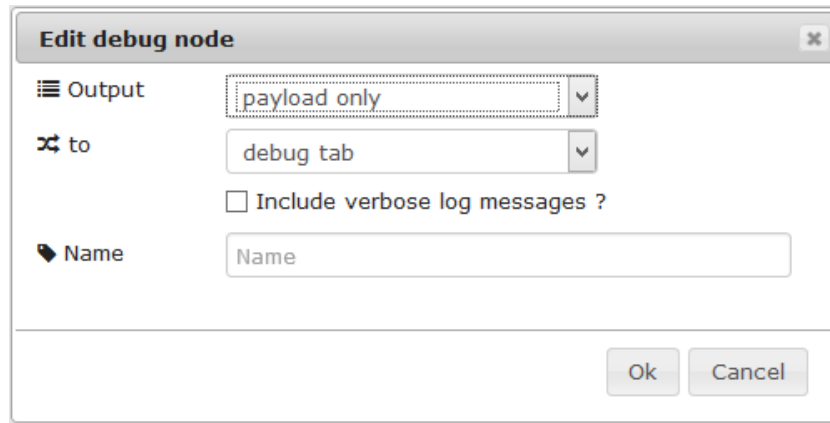 Edit debug node
Output payload only
to debug tab
Include verbose log messages ?
Name Name
Ok Cancel